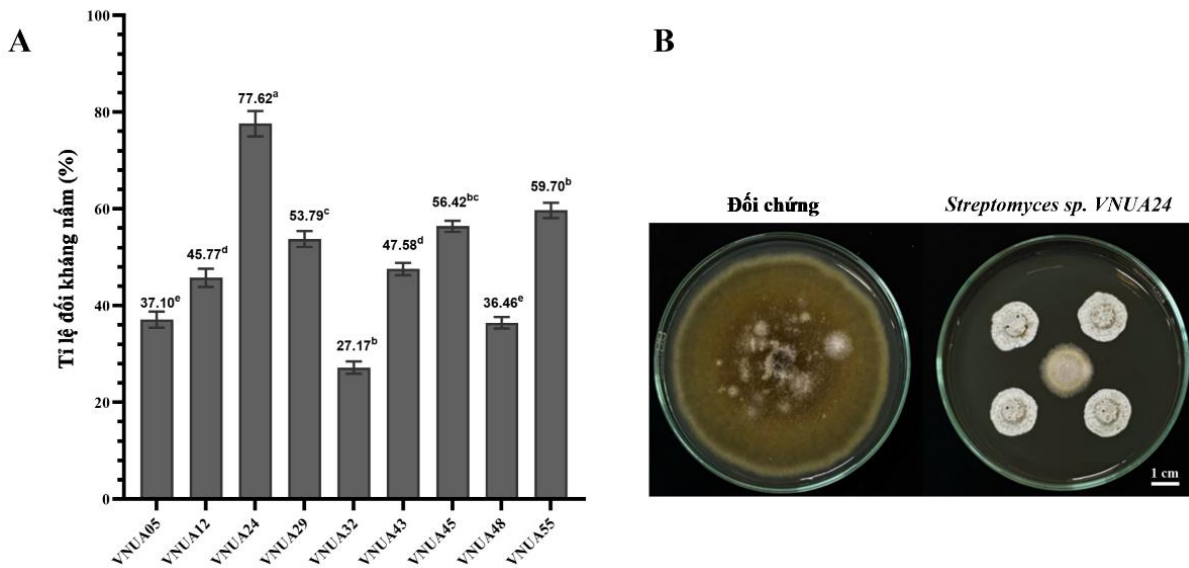 A
B
Tỉ lệ đối kháng nấm (%)
100
80
60
40
20
0
37.10ᵉ
45.77ᵈ
77.62ᵃ
53.79ᶜ
27.17ᵇ
47.58ᵈ
56.42ᵇᶜ
36.46ᵉ
59.70ᵇ
VNUA05
VNUA12
VNUA24
VNUA29
VNUA32
VNUA43
VNUA45
VNUA48
VNUA55
Đối chứng
Streptomyces sp. VNUA24
1 cm